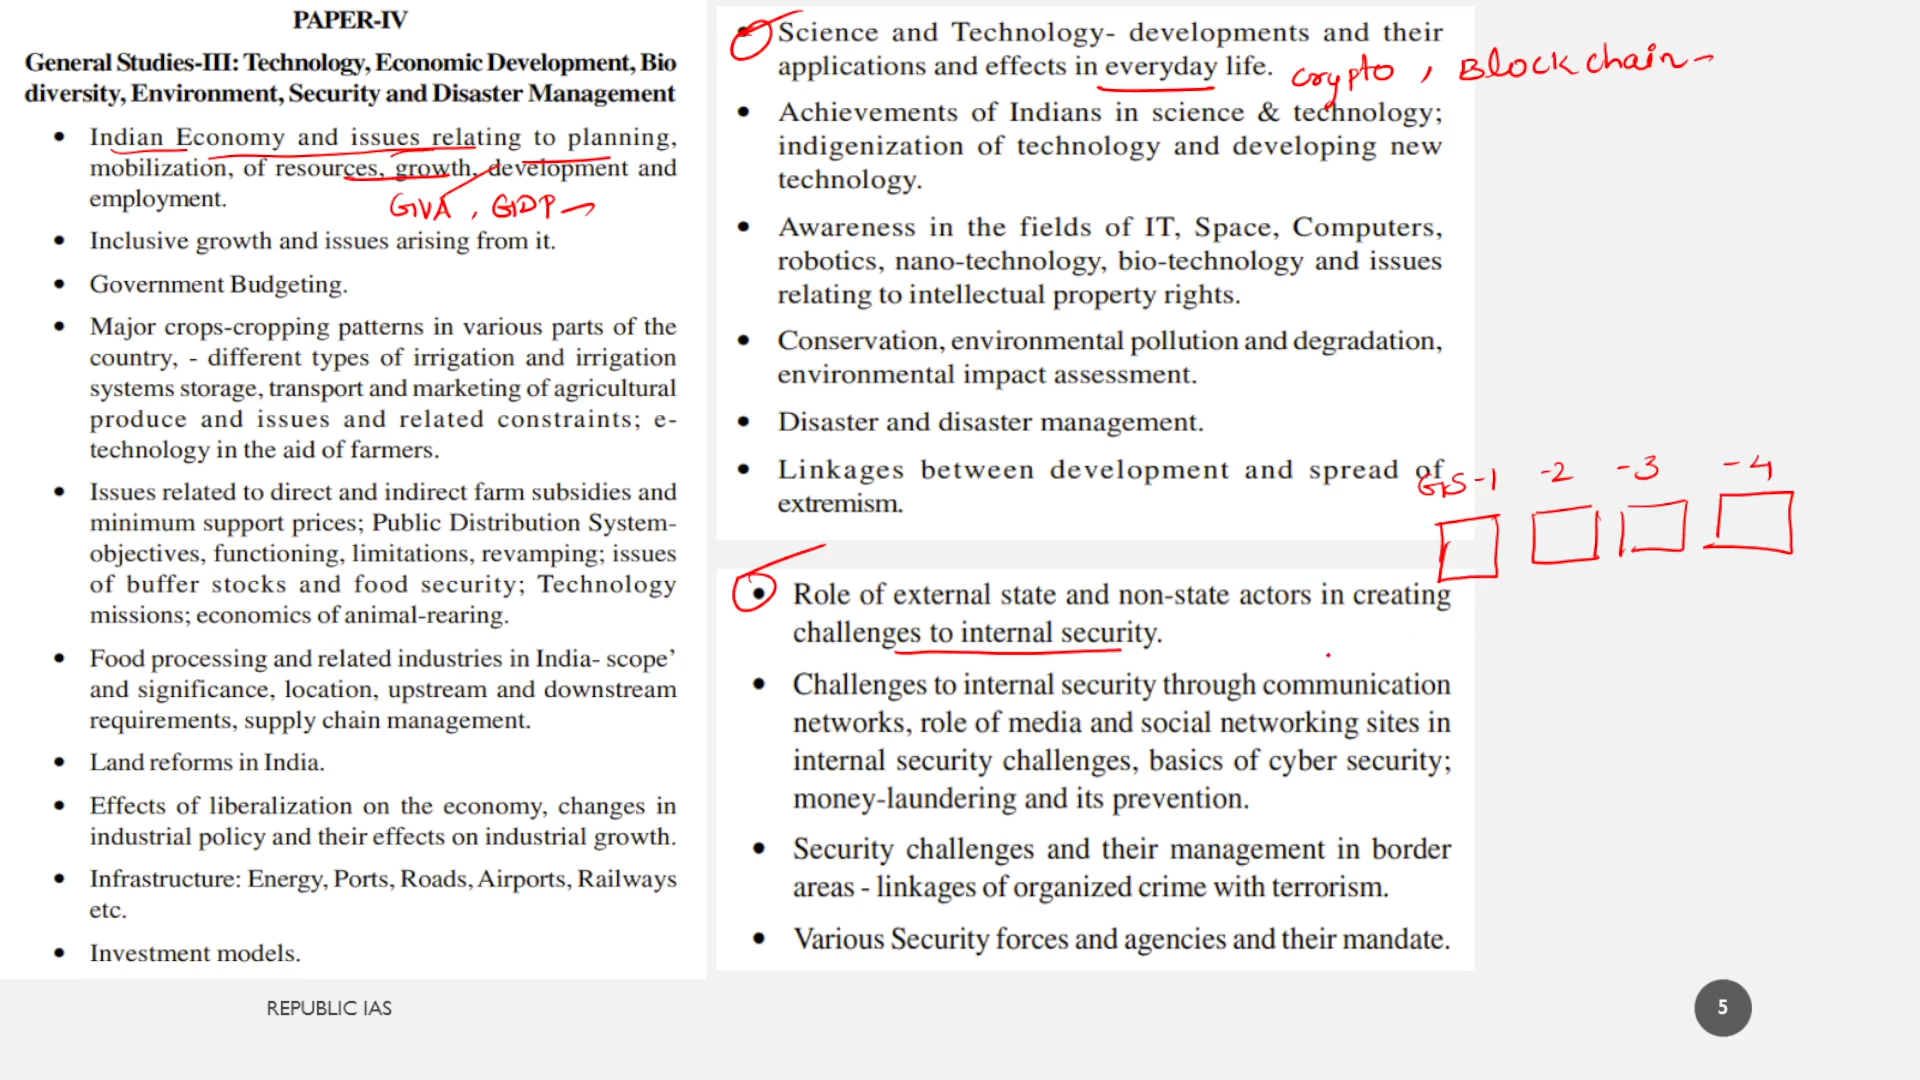 PAPER-IV
General Studies-III: Technology, Economic Development, Bio
diversity, Environment, Security and Disaster Management
• Indian Economy and issues relating to planning,
mobilization, of resources, growth, development and
employment.
GVA, GDP
• Inclusive growth and issues arising from it.
• Government Budgeting.
• Major crops-cropping patterns in various parts of the
country, - different types of irrigation and irrigation
systems storage, transport and marketing of agricultural
produce and issues and related constraints; e-
technology in the aid of farmers.
• Issues related to direct and indirect farm subsidies and
minimum support prices; Public Distribution System-
objectives, functioning, limitations, revamping; issues
of buffer stocks and food security; Technology
missions; economics of animal-rearing.
• Food processing and related industries in India- scope’
and significance, location, upstream and downstream
requirements, supply chain management.
• Land reforms in India.
• Effects of liberalization on the economy, changes in
industrial policy and their effects on industrial growth.
• Infrastructure: Energy, Ports, Roads, Airports, Railways
etc.
• Investment models.
• Science and Technology- developments and their
applications and effects in everyday life.
Crypto, Blockchain-
• Achievements of Indians in science & technology;
indigenization of technology and developing new
technology.
• Awareness in the fields of IT, Space, Computers,
robotics, nano-technology, bio-technology and issues
relating to intellectual property rights.
• Conservation, environmental pollution and degradation,
environmental impact assessment.
• Disaster and disaster management.
• Linkages between development and spread of
extremism.
GS-1 -2 -3 -4
• Role of external state and non-state actors in creating
challenges to internal security.
• Challenges to internal security through communication
networks, role of media and social networking sites in
internal security challenges, basics of cyber security;
money-laundering and its prevention.
• Security challenges and their management in border
areas - linkages of organized crime with terrorism.
• Various Security forces and agencies and their mandate.
REPUBLIC IAS
5